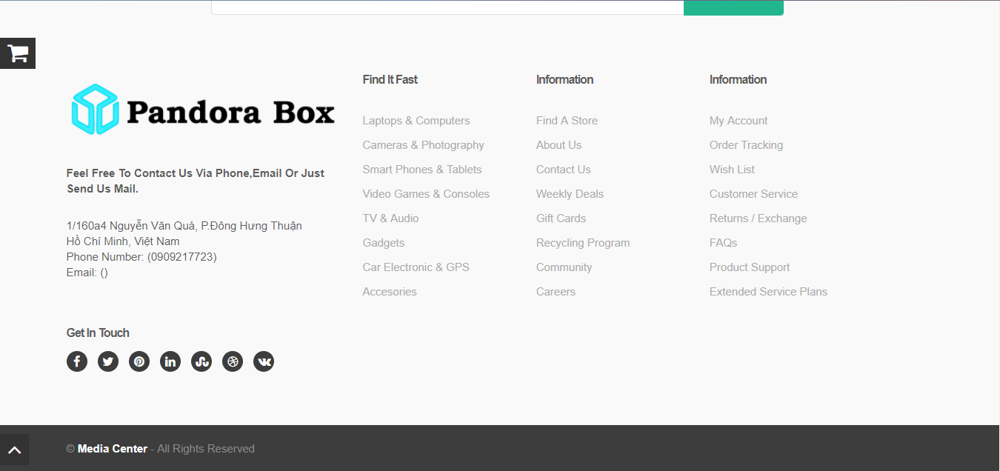 Pandora Box
Feel Free To Contact Us Via Phone,Email Or Just
Send Us Mail.
1/160a4 Nguyễn Văn Quá, P.Đông Hưng Thuận
Hồ Chí Minh, Việt Nam
Phone Number: (0909217723)
Email: ()
Get In Touch
Find It Fast
Laptops & Computers
Cameras & Photography
Smart Phones & Tablets
Video Games & Consoles
TV & Audio
Gadgets
Car Electronic & GPS
Accesories
Information
Find A Store
About Us
Contact Us
Weekly Deals
Gift Cards
Recycling Program
Community
Careers
Information
My Account
Order Tracking
Wish List
Customer Service
Returns / Exchange
FAQs
Product Support
Extended Service Plans
© Media Center - All Rights Reserved